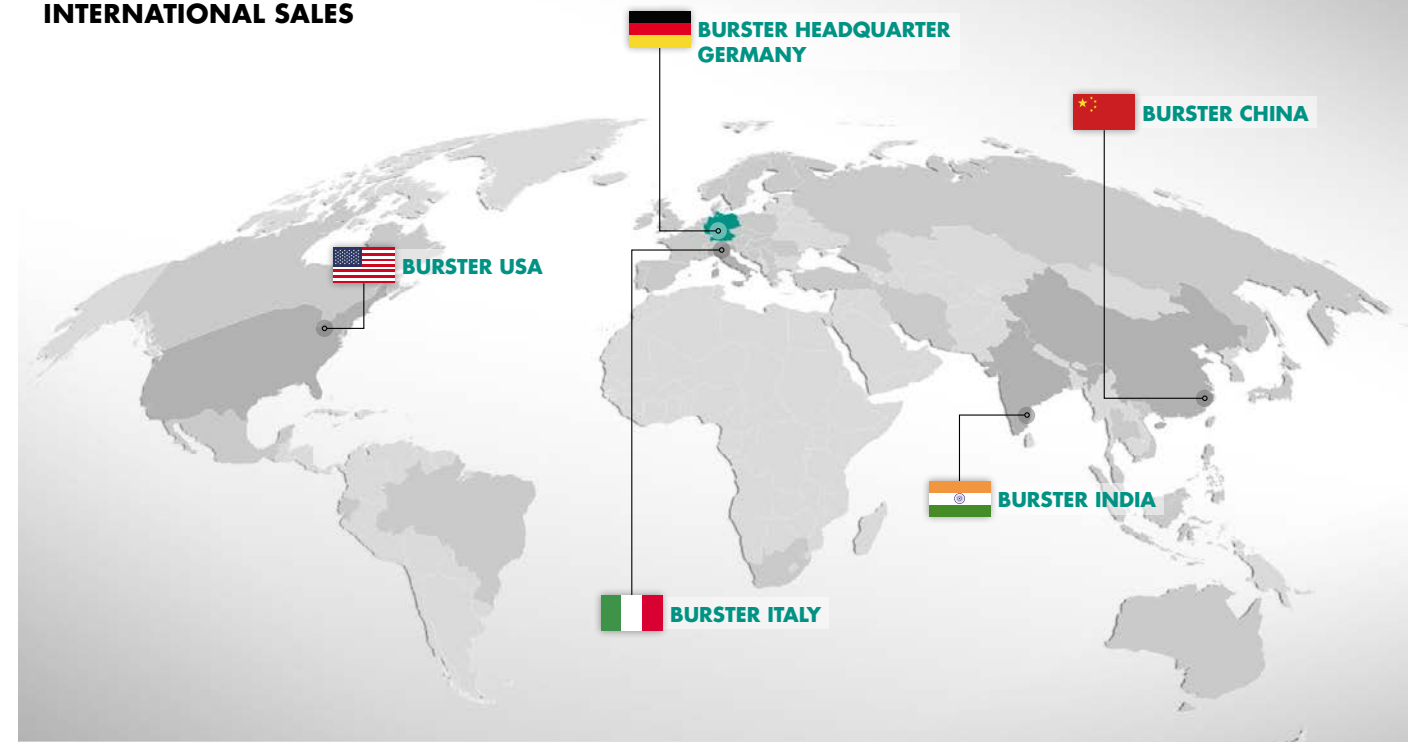 INTERNATIONAL SALES
BURSTER HEADQUARTER
GERMANY
BURSTER CHINA
BURSTER USA
BURSTER INDIA
BURSTER ITALY